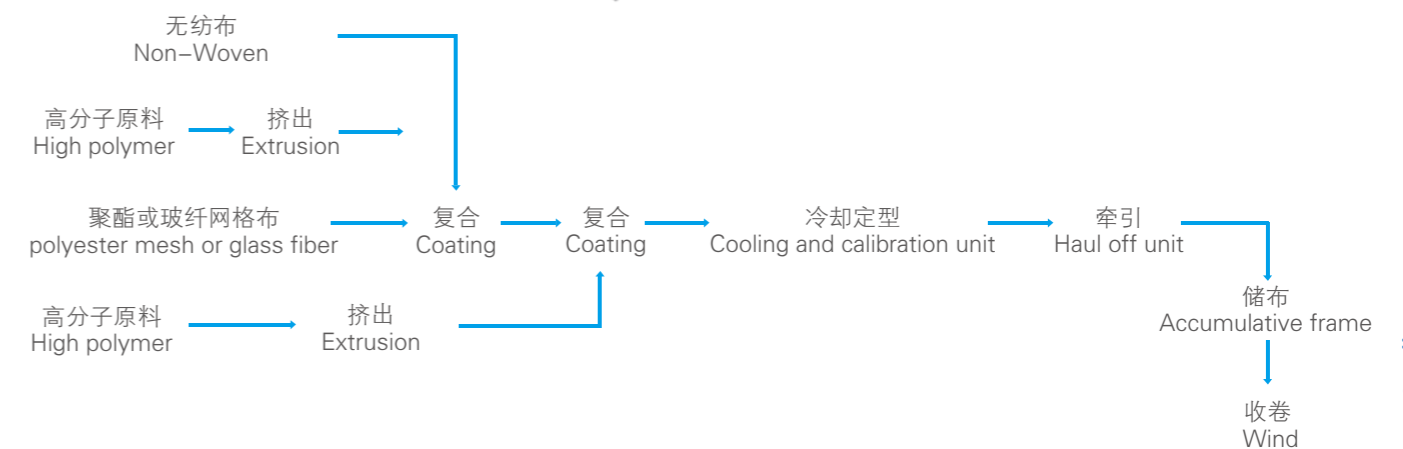 无纺布
Non-Woven
高分子原料
High polymer
挤出
Extrusion
聚酯或玻纤网格布
polyester mesh or glass fiber
复合
Coating
复合
Coating
冷却定型
Cooling and calibration unit
牵引
Haul off unit
高分子原料
High polymer
挤出
Extrusion
储布
Accumulative frame
收卷
Wind